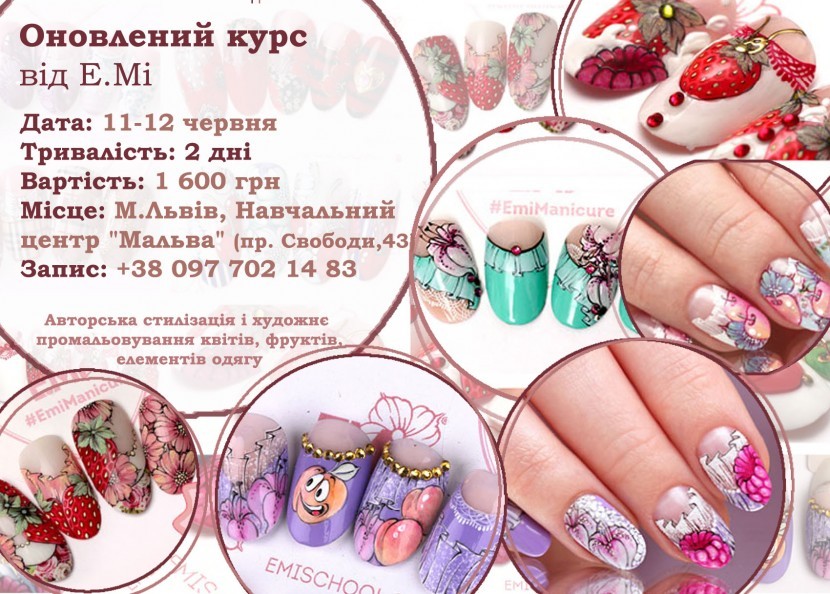 Оновлений курс
від Е.Мі
Дата: 11-12 червня
Тривалість: 2 дні
Вартість: 1 600 грн
Місце: М.Львів, Навчальний
центр "Мальва" (пр. Свободи,43
Запис: +38 097 702 14 83
Авторська стилізація і художнє
промальовування квітів, фруктів,
елементів одягу
#EmiManicure
#EmiManicure
EMISCHOOL